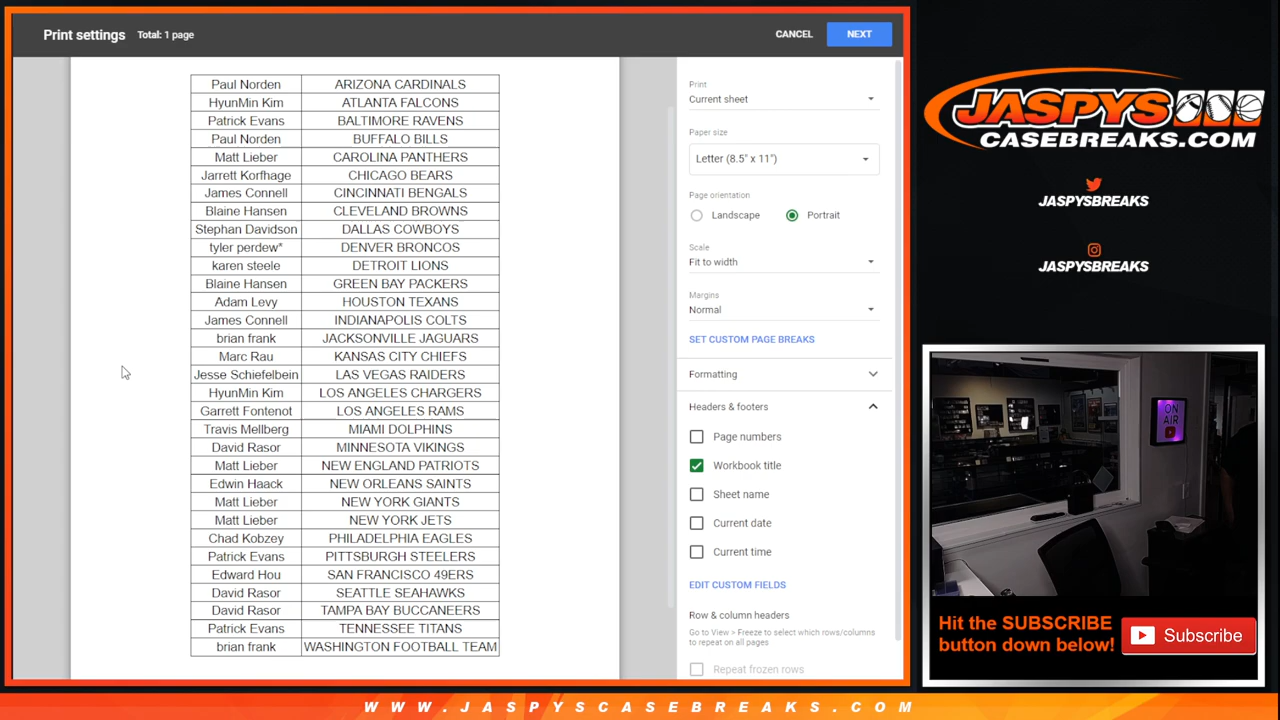 Print settings Total: 1 page CANCEL NEXT
Paul Norden ARIZONA CARDINALS
HyunMin Kim ATLANTA FALCONS
Patrick Evans BALTIMORE RAVENS
Paul Norden BUFFALO BILLS
Matt Lieber CAROLINA PANTHERS
Jarrett Korfhage CHICAGO BEARS
James Connell CINCINNATI BENGALS
Blaine Hansen CLEVELAND BROWNS
Stephan Davidson DALLAS COWBOYS
tyler perdew* DENVER BRONCOS
karen steele DETROIT LIONS
Blaine Hansen GREEN BAY PACKERS
Adam Levy HOUSTON TEXANS
James Connell INDIANAPOLIS COLTS
brian frank JACKSONVILLE JAGUARS
Marc Rau KANSAS CITY CHIEFS
Jesse Schiefelbein LAS VEGAS RAIDERS
HyunMin Kim LOS ANGELES CHARGERS
Garrett Fontenot LOS ANGELES RAMS
Travis Mellberg MIAMI DOLPHINS
David Rasor MINNESOTA VIKINGS
Matt Lieber NEW ENGLAND PATRIOTS
Edwin Haack NEW ORLEANS SAINTS
Matt Lieber NEW YORK GIANTS
Matt Lieber NEW YORK JETS
Chad Kobzey PHILADELPHIA EAGLES
Patrick Evans PITTSBURGH STEELERS
Edward Hou SAN FRANCISCO 49ERS
David Rasor SEATTLE SEAHAWKS
David Rasor TAMPA BAY BUCCANEERS
Patrick Evans TENNESSEE TITANS
brian frank WASHINGTON FOOTBALL TEAM
Print
Current sheet
Paper size
Letter (8.5" x 11")
Page orientation
Landscape Portrait
Scale
Fit to width
Margins
Normal
SET CUSTOM PAGE BREAKS
Formatting
Headers & footers
Page numbers
Workbook title
Sheet name
Current date
Current time
EDIT CUSTOM FIELDS
Row & column headers
Go to View > Freeze to select which rows/columns
to repeat on all pages
Repeat frozen rows
JASPYS
CASEBREAKS.COM
JASPYSBREAKS
JASPYSBREAKS
ON
AIR
Hit the SUBSCRIBE
button down below!
Subscribe
WWW.JASPYSCASEBREAKS.COM